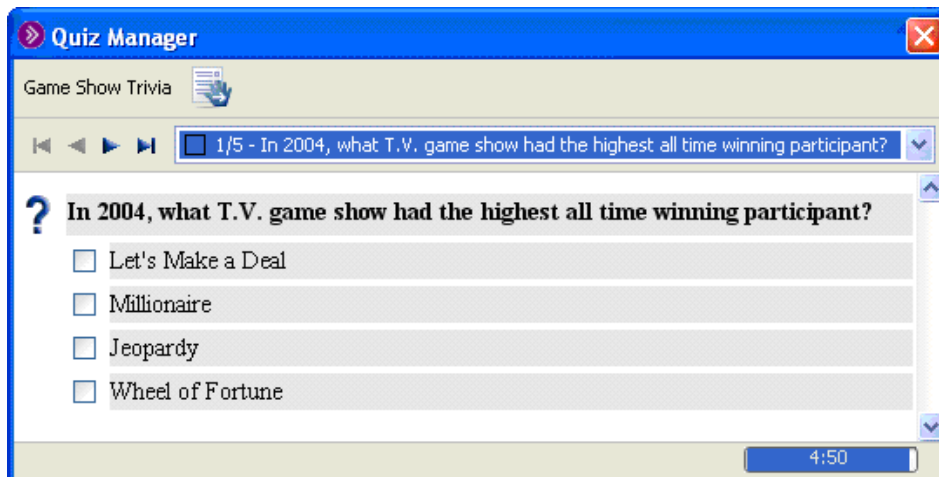 Quiz Manager
Game Show Trivia
1/5 - In 2004, what T.V. game show had the highest all time winning participant?
? In 2004, what T.V. game show had the highest all time winning participant?
Let's Make a Deal
Millionaire
Jeopardy
Wheel of Fortune
4:50